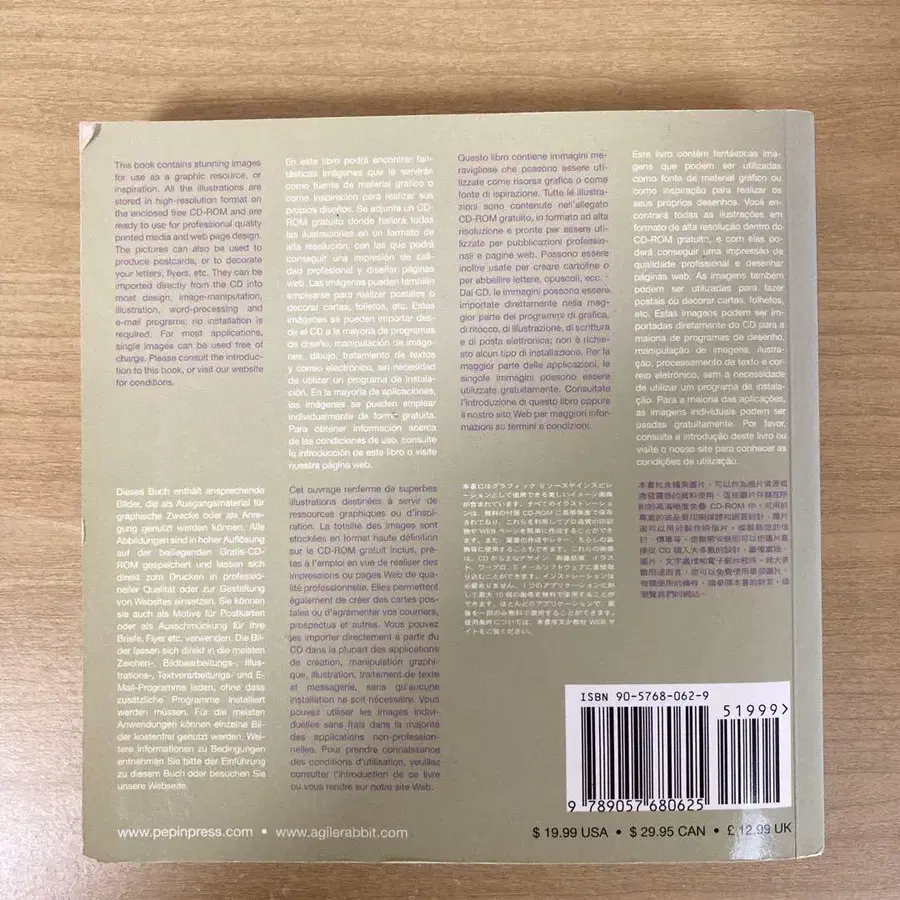 This book contains stunning images
for use as a graphic resource, or
inspiration. All the illustrations are
stored in high-resolution format on
the enclosed free CD-ROM and are
ready to use for professional quality
printed media and web page design.
The pictures can also be used to
produce postcards, or to decorate
your letters, flyers, etc. They can be
imported directly from the CD into
most design, image-manipulation,
illustration, word-processing and
e-mail programs; no installation is
required. For most applications,
single images can be used free of
charge. Please consult the introduc-
tion to this book, or visit our website
for conditions.
En este libro podrá encontrar fan-
tásticas imágenes que le servirán
como fuente de material gráfico o
como inspiración para realizar sus
propios diseños. Se adjunta un CD-
ROM gratuito donde hallará todas
las ilustraciones en un formato de
alta resolución, con las que podrá
conseguir una impresión de cali-
dad profesional y diseñar páginas
web. Las imágenes pueden también
emplearse para realizar postales o
decorar cartas, folletos, etc. Estas
imágenes se pueden importar des-
de el CD a la mayoría de programas
de diseño, manipulación de imáge-
nes, dibujo, tratamiento de textos
y correo electrónico, sin necesidad
de utilizar un programa de instala-
ción. En la mayoría de aplicaciones,
las imágenes se pueden emplear
individualmente de forma gratuita.
Para obtener información acerca
de las condiciones de uso, consulte
la introducción de este libro o visite
nuestra página web.
Questo libro contiene immagini me-
ravigliose che possono essere uti-
lizzate come risorsa grafica o come
fonte di ispirazione. Tutte le illustra-
zioni sono contenute nell'allegato
CD-ROM gratuito, in formato ad alta
risoluzione e pronte per essere uti-
lizzate per pubblicazioni professio-
nali e pagine web. Possono essere
inoltre usate per creare cartoline o
per abbellire lettere, opuscoli, ecc.
Dal CD, le immagini possono essere
importate direttamente nella mag-
gior parte dei programmi di grafica,
di ritocco, di illustrazione, di scrittura
e di posta elettronica; non è richie-
sto alcun tipo di installazione. Per la
maggior parte delle applicazioni, le
singole immagini possono essere
utilizzate gratuitamente. Consultate
l'introduzione di questo libro oppure
il nostro sito Web per maggiori infor-
mazioni su termini e condizioni.
Este livro contém fantásticas ima-
gens que podem ser utilizadas
como fonte de material gráfico ou
como inspiração para realizar os
seus próprios desenhos. Você en-
contrará todas as ilustrações em
formato de alta resolução dentro do
CD-ROM gratuito, e com elas po-
derá conseguir uma impressão de
qualidade profissional e desenhar
páginas web. As imagens também
podem ser utilizadas para fazer
postais ou decorar cartas, folhetos,
etc. Estas imagens podem ser im-
portadas diretamente do CD para a
maioria de programas de desenho,
manipulação de imagens, ilustra-
ção, processamento de texto e cor-
reio eletrónico, sem a necessidade
de utilizar um programa de instala-
ção. Para a maioria das aplicações,
as imagens individuais podem ser
usadas gratuitamente. Por favor,
consulte a introdução deste livro ou
visite o nosso site para conhecer as
condições de utilização.
Dieses Buch enthält ansprechende
Bilder, die als Ausgangsmaterial für
graphische Zwecke oder als Anre-
gung genutzt werden können. Alle
Abbildungen sind in hoher Auflösung
auf der beiliegenden Gratis-CD-
ROM gespeichert und lassen sich
direkt zum Drucken in professio-
neller Qualität oder zur Gestaltung
von Websites einsetzen. Sie können
sie auch als Motive für Postkarten
oder als Ausschmückung für Ihre
Briefe, Flyer etc. verwenden. Die Bil-
der lassen sich direkt in die meisten
Zeichen-, Bildbearbeitungs-, Illus-
trations-, Textverarbeitungs- und E-
Mail-Programme laden, ohne dass
zusätzliche Programme installiert
werden müssen. Für die meisten
Anwendungen können einzelne Bil-
der kostenfrei genutzt werden. Wei-
tere Informationen zu Bedingungen
entnehmen Sie bitte der Einführung
zu diesem Buch oder besuchen Sie
unsere Webseite.
Cet ouvrage renferme de superbes
illustrations destinées à servir de
ressources graphiques ou d'inspi-
ration. La totalité des images sont
stockées en format haute définition
sur le CD-ROM gratuit inclus, prê-
tes à l'emploi en vue de réaliser des
impressions ou pages Web de qua-
lité professionnelle. Elles permettent
également de créer des cartes pos-
tales ou d'agrémenter vos courriers,
prospectus et autres. Vous pouvez
les importer directement à partir du
CD dans la plupart des applications
de création, manipulation graphi-
que, illustration, traitement de texte
et messagerie, sans qu'aucune
installation ne soit nécessaire. Vous
pouvez utiliser les images indivi-
duelles sans frais dans la majorité
des applications non-profession-
nelles. Pour prendre connaissance
des conditions d'utilisation, veuillez
consulter l'introduction de ce livre
ou vous rendre sur notre site Web.
ISBN 90-5768-062-9
51999>
9 789057 680625
www.pepinpress.com • www.agilerabbit.com
$ 19.99 USA • $ 29.95 CAN • £ 12.99 UK